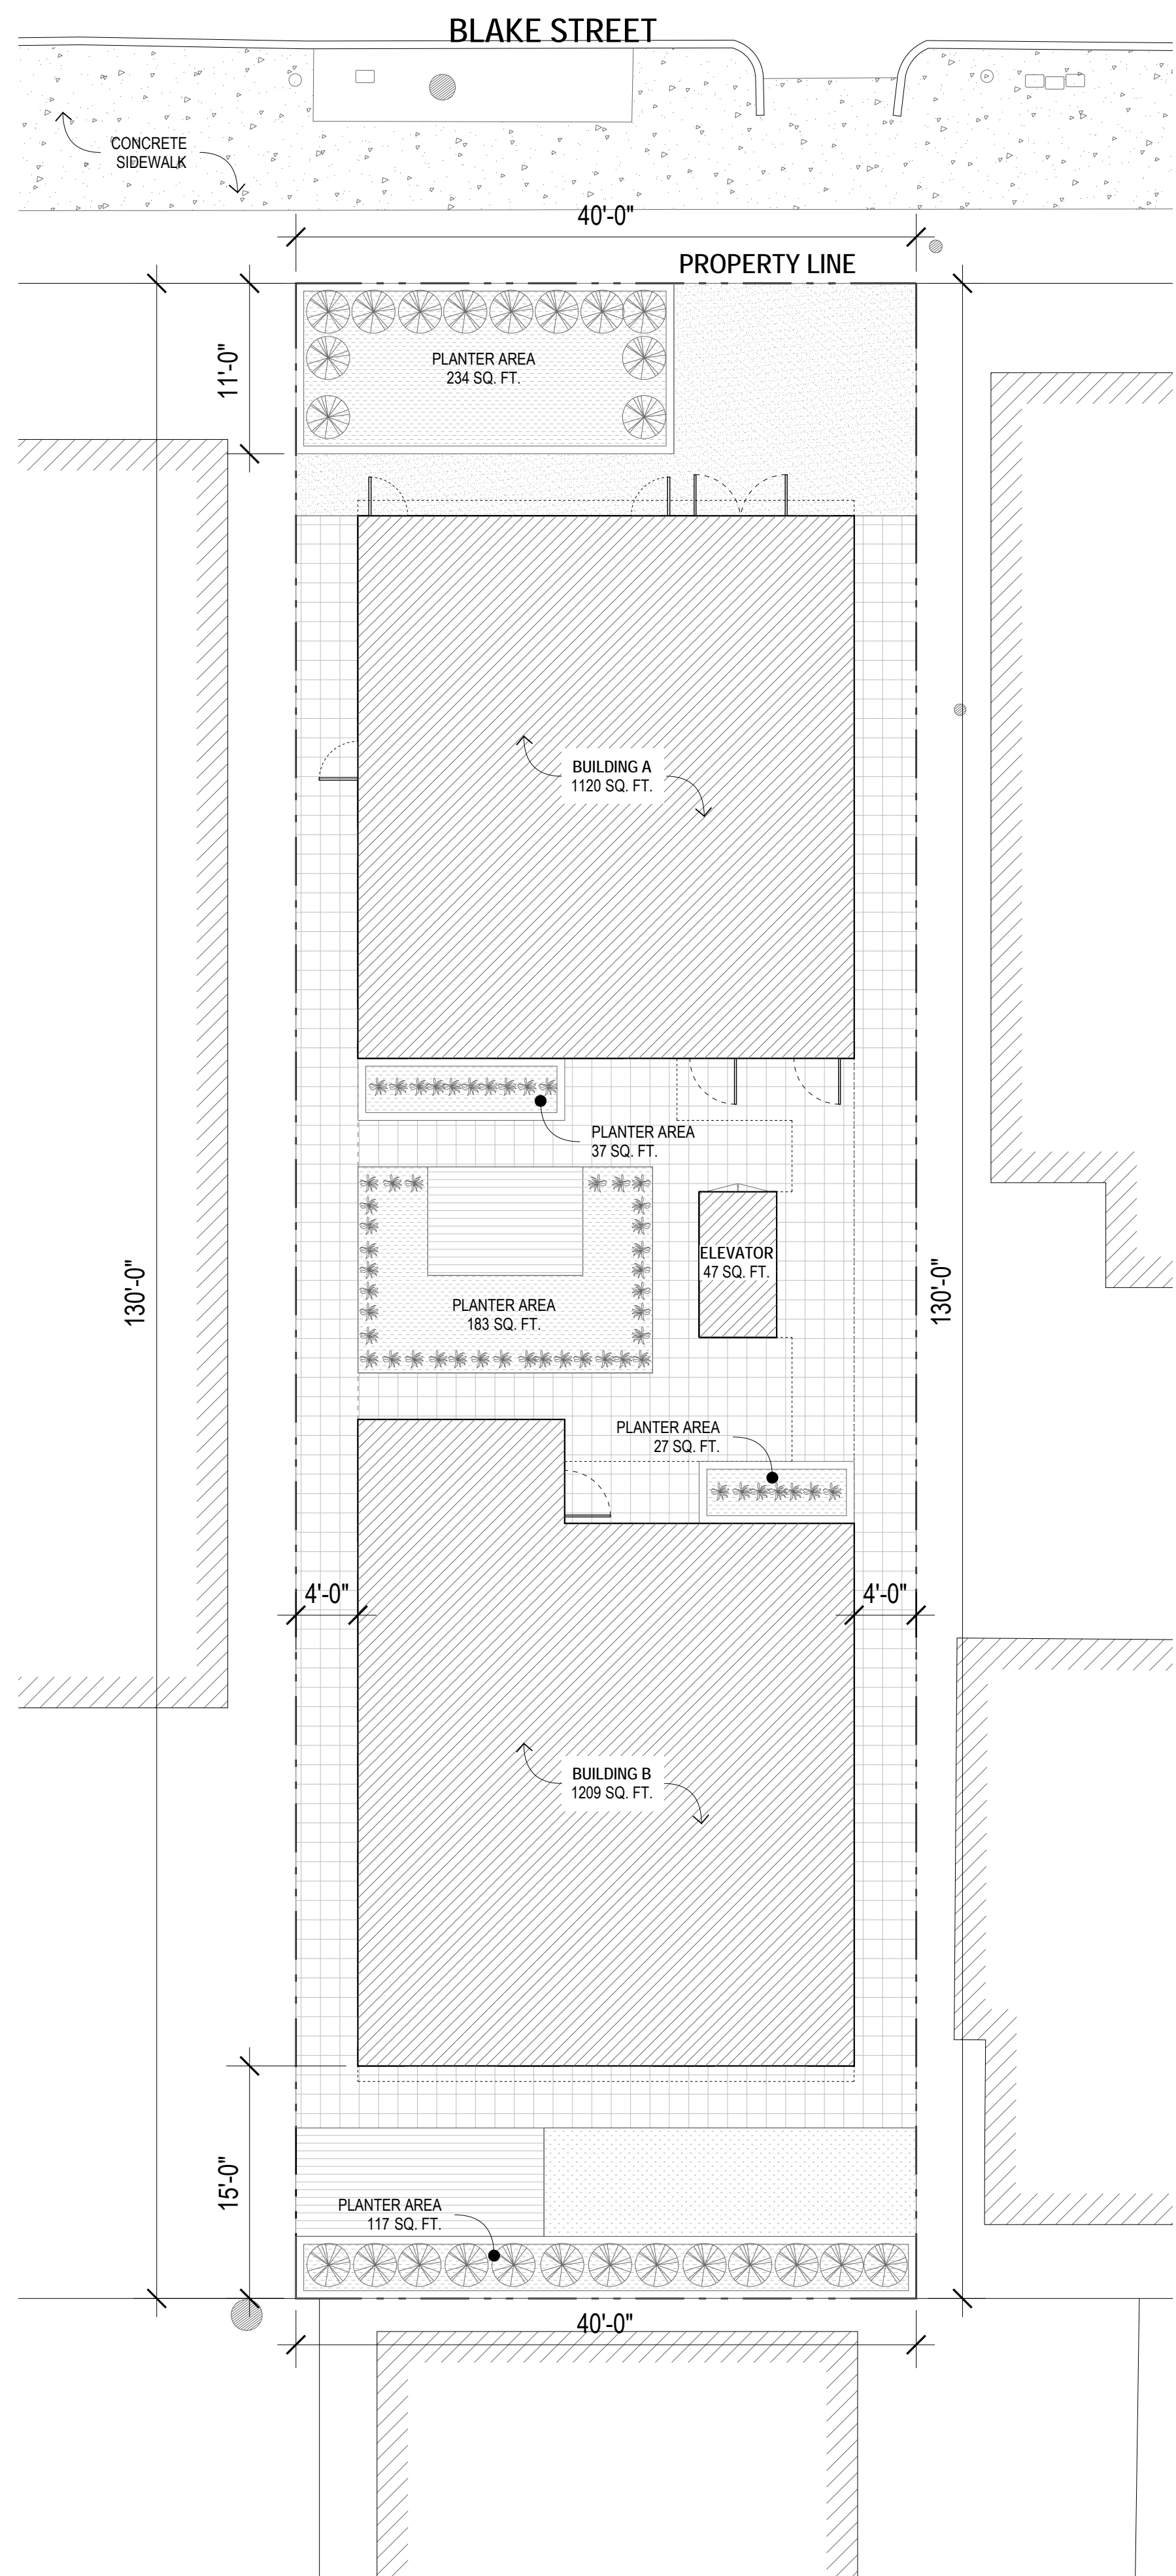 BLAKE STREET
CONCRETE
SIDEWALK
40'-0"
PROPERTY LINE
11'-0"
PLANTER AREA
234 SQ. FT.
BUILDING A
1120 SQ. FT.
PLANTER AREA
37 SQ. FT.
130'-0"
ELEVATOR
47 SQ. FT.
130'-0"
PLANTER AREA
183 SQ. FT.
PLANTER AREA
27 SQ. FT.
4'-0"
4'-0"
BUILDING B
1209 SQ. FT.
15'-0"
PLANTER AREA
117 SQ. FT.
40'-0"